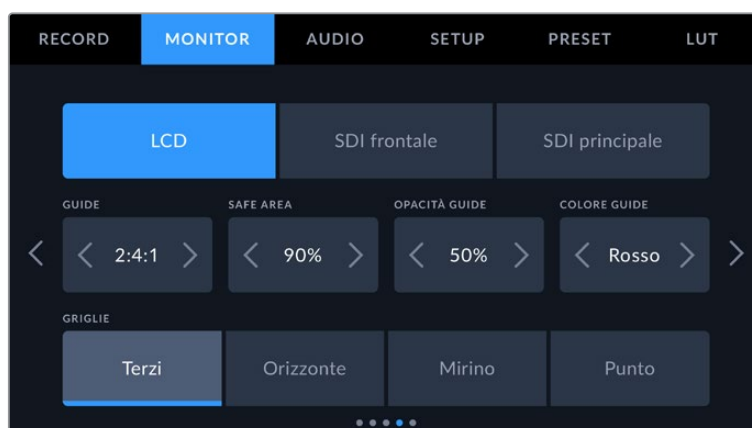 RECORD MONITOR AUDIO SETUP PRESET LUT
LCD SDI frontale SDI principale
GUIDE SAFE AREA OPACITÀ GUIDE COLORE GUIDE
2:4:1 90% 50% Rosso
GRIGLIE
Terzi Orizzonte Mirino Punto